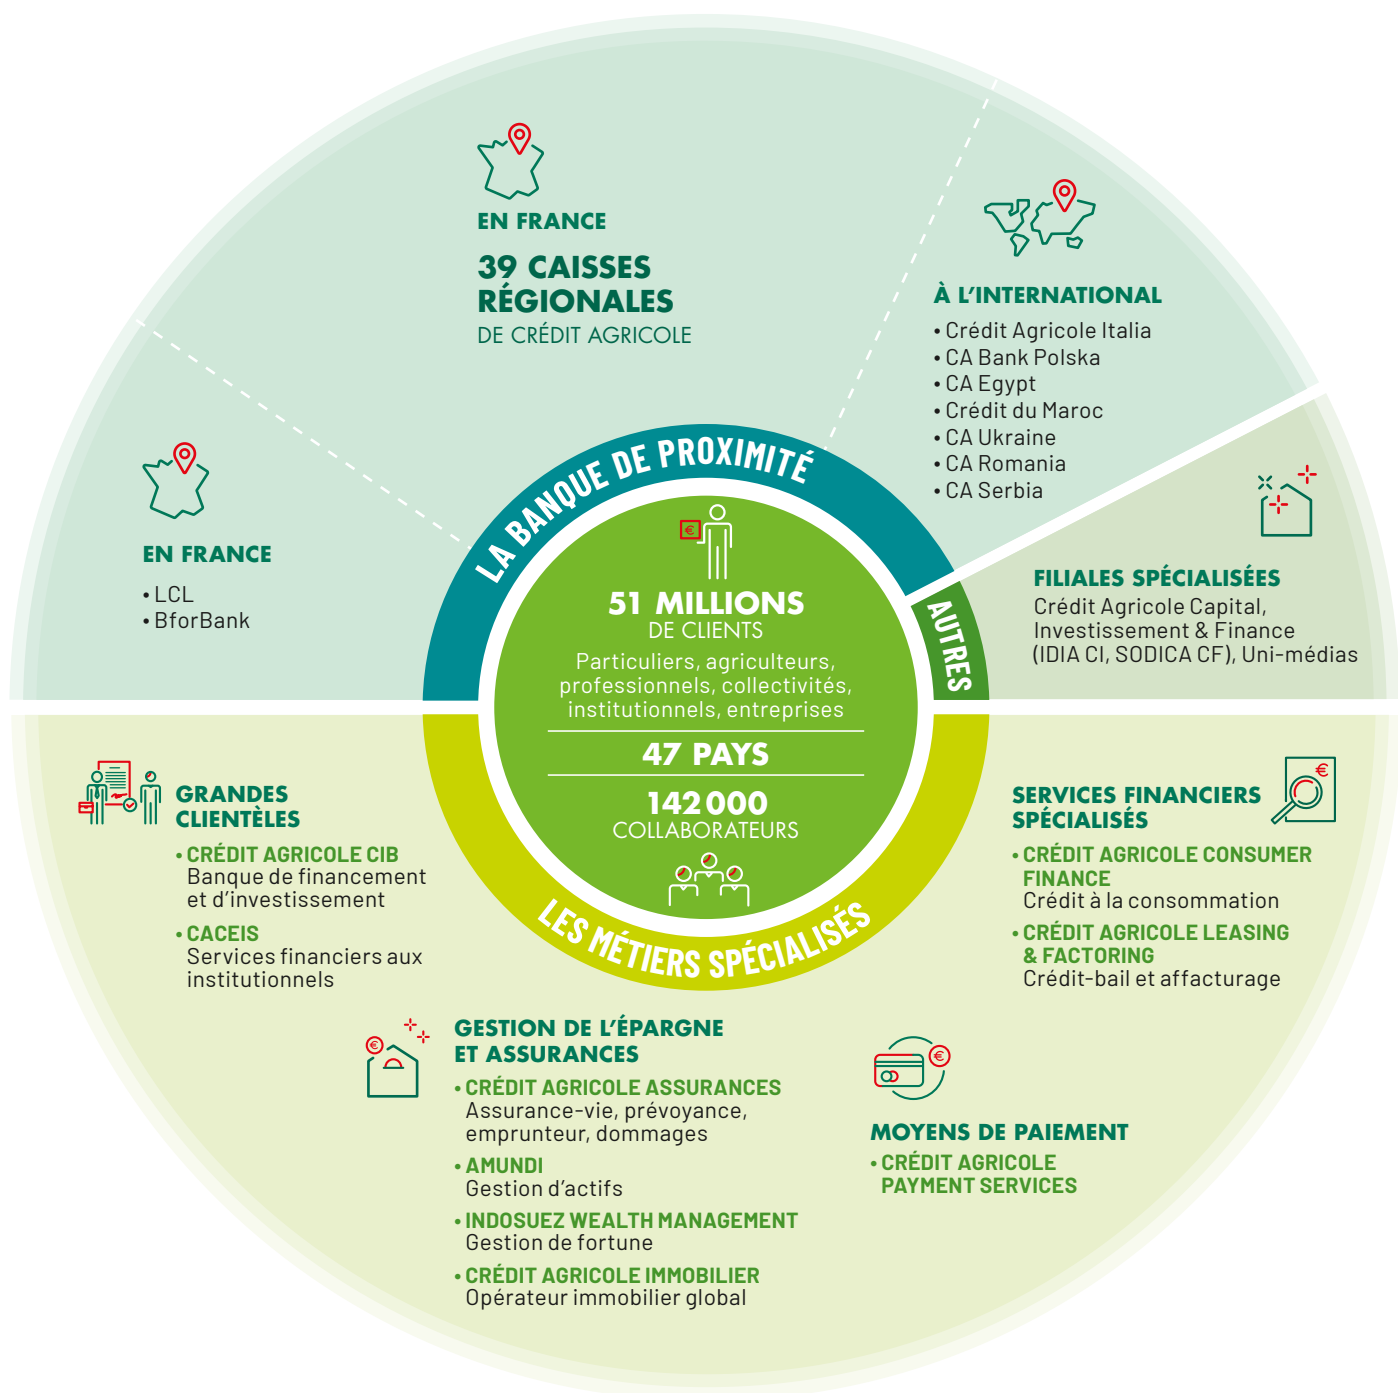 EN FRANCE
39 CAISSES
RÉGIONALES
DE CRÉDIT AGRICOLE
À L’INTERNATIONAL
• Crédit Agricole Italia
• CA Bank Polska
• CA Egypt
• Crédit du Maroc
• CA Ukraine
• CA Romania
• CA Serbia
EN FRANCE
• LCL
• BforBank
LA BANQUE DE PROXIMITÉ
AUTRES
FILIALES SPÉCIALISÉES
Crédit Agricole Capital,
Investissement & Finance
(IDIA CI, SODICA CF), Uni-médias
€
51 MILLIONS
DE CLIENTS
Particuliers, agriculteurs,
professionnels, collectivités,
institutionnels, entreprises
47 PAYS
142 000
COLLABORATEURS
LES MÉTIERS SPÉCIALISÉS
GRANDES
CLIENTÈLES
• CRÉDIT AGRICOLE CIB
Banque de financement
et d’investissement
• CACEIS
Services financiers aux
institutionnels
SERVICES FINANCIERS
SPÉCIALISÉS
€
• CRÉDIT AGRICOLE CONSUMER
FINANCE
Crédit à la consommation
• CRÉDIT AGRICOLE LEASING
& FACTORING
Crédit-bail et affacturage
€
GESTION DE L’ÉPARGNE
ET ASSURANCES
• CRÉDIT AGRICOLE ASSURANCES
Assurance-vie, prévoyance,
emprunteur, dommages
• AMUNDI
Gestion d’actifs
• INDOSUEZ WEALTH MANAGEMENT
Gestion de fortune
• CRÉDIT AGRICOLE IMMOBILIER
Opérateur immobilier global
€
MOYENS DE PAIEMENT
• CRÉDIT AGRICOLE
PAYMENT SERVICES